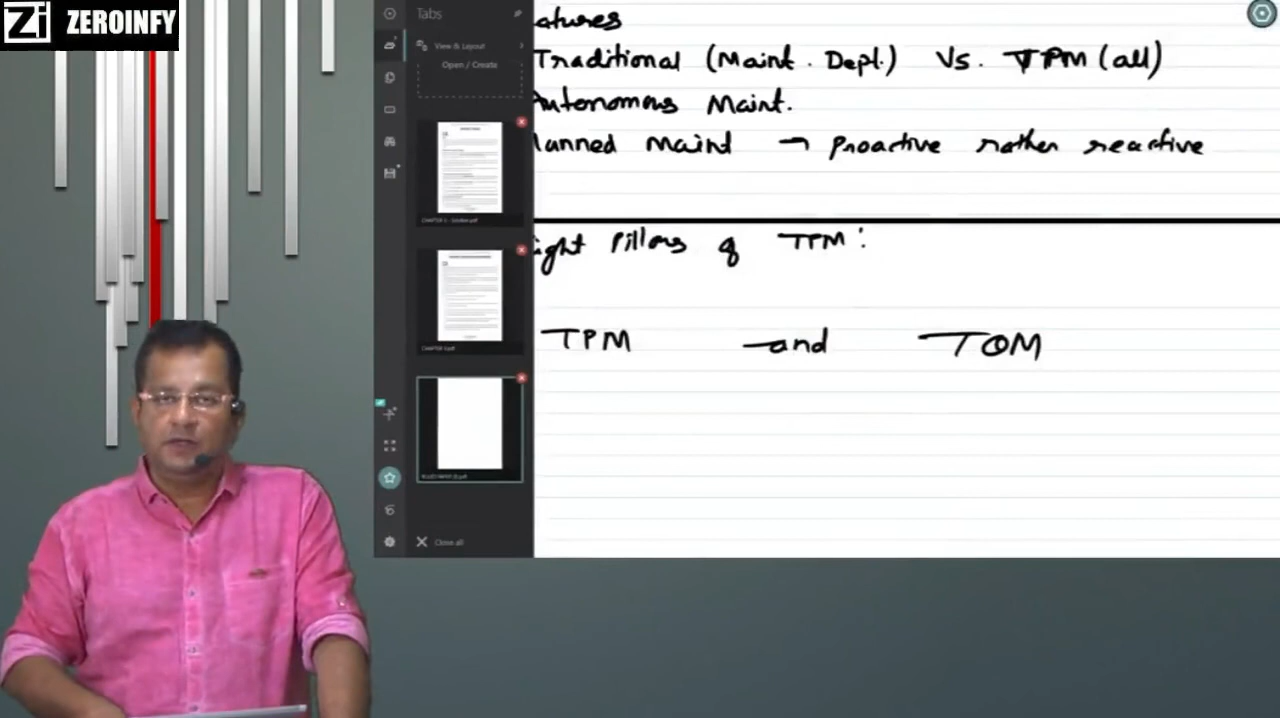 Zi ZEROINFY
Tabs
View & Layout
Open / Create
Close all
atures
Traditional (Maint. Dept.) Vs. TPM (all)
Autonomous Maint.
lanned Maint → Proactive rather reactive
ight Pillars of TPM:
TPM and TQM